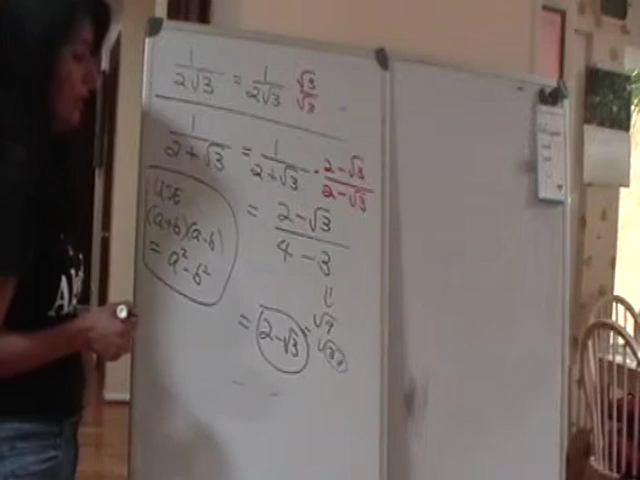 1/(2√3) = 1/(2√3) √3/√3
1/(2+√3) = 1/(2+√3) · (2-√3)/(2-√3)
= (2-√3)/(4-3)
USE
(a+b)(a-b)
= a²-b²
= 2-√3